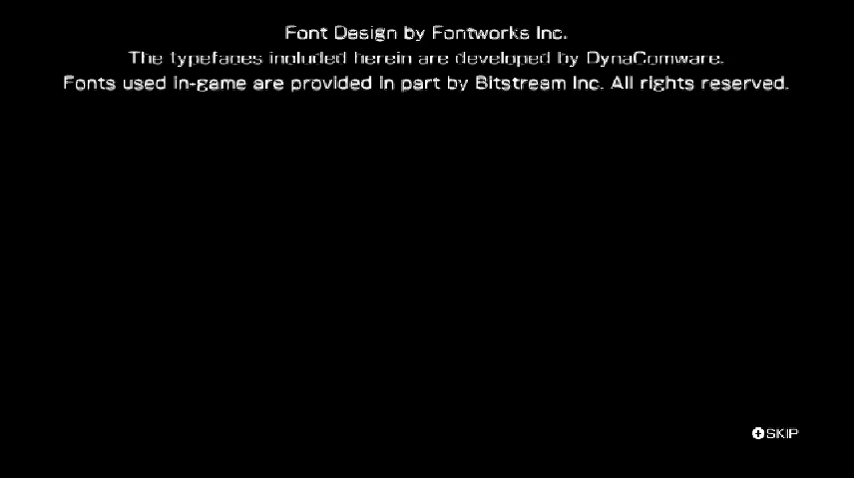 Font Design by Fontworks Inc.
The typefaces included herein are developed by DynaComware.
Fonts used in-game are provided in part by Bitstream Inc. All rights reserved.
SKIP